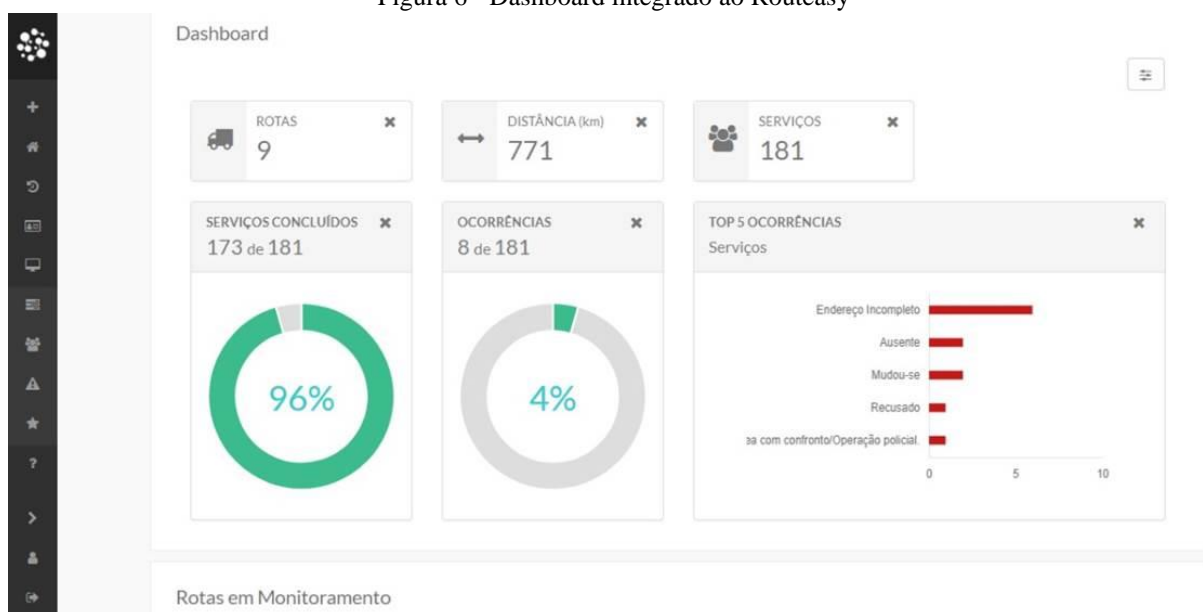 Figura 6 - Dashboard integrado ao Routeasy
Dashboard
ROTAS
9
DISTÂNCIA (km)
771
SERVIÇOS
181
SERVIÇOS CONCLUÍDOS
173 de 181
96%
OCORRÊNCIAS
8 de 181
4%
TOP 5 OCORRÊNCIAS
Serviços
Endereço Incompleto
Ausente
Mudou-se
Recusado
com confronto/Operação policial.
0 5 10
Rotas em Monitoramento